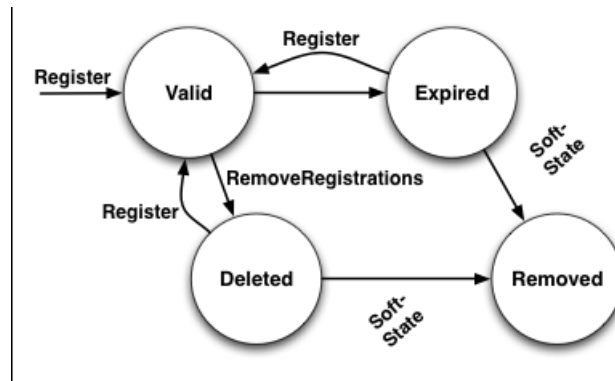 Register
Register
Valid
Expired
Soft-
State
RemoveRegistrations
Register
Deleted
Removed
Soft-
State